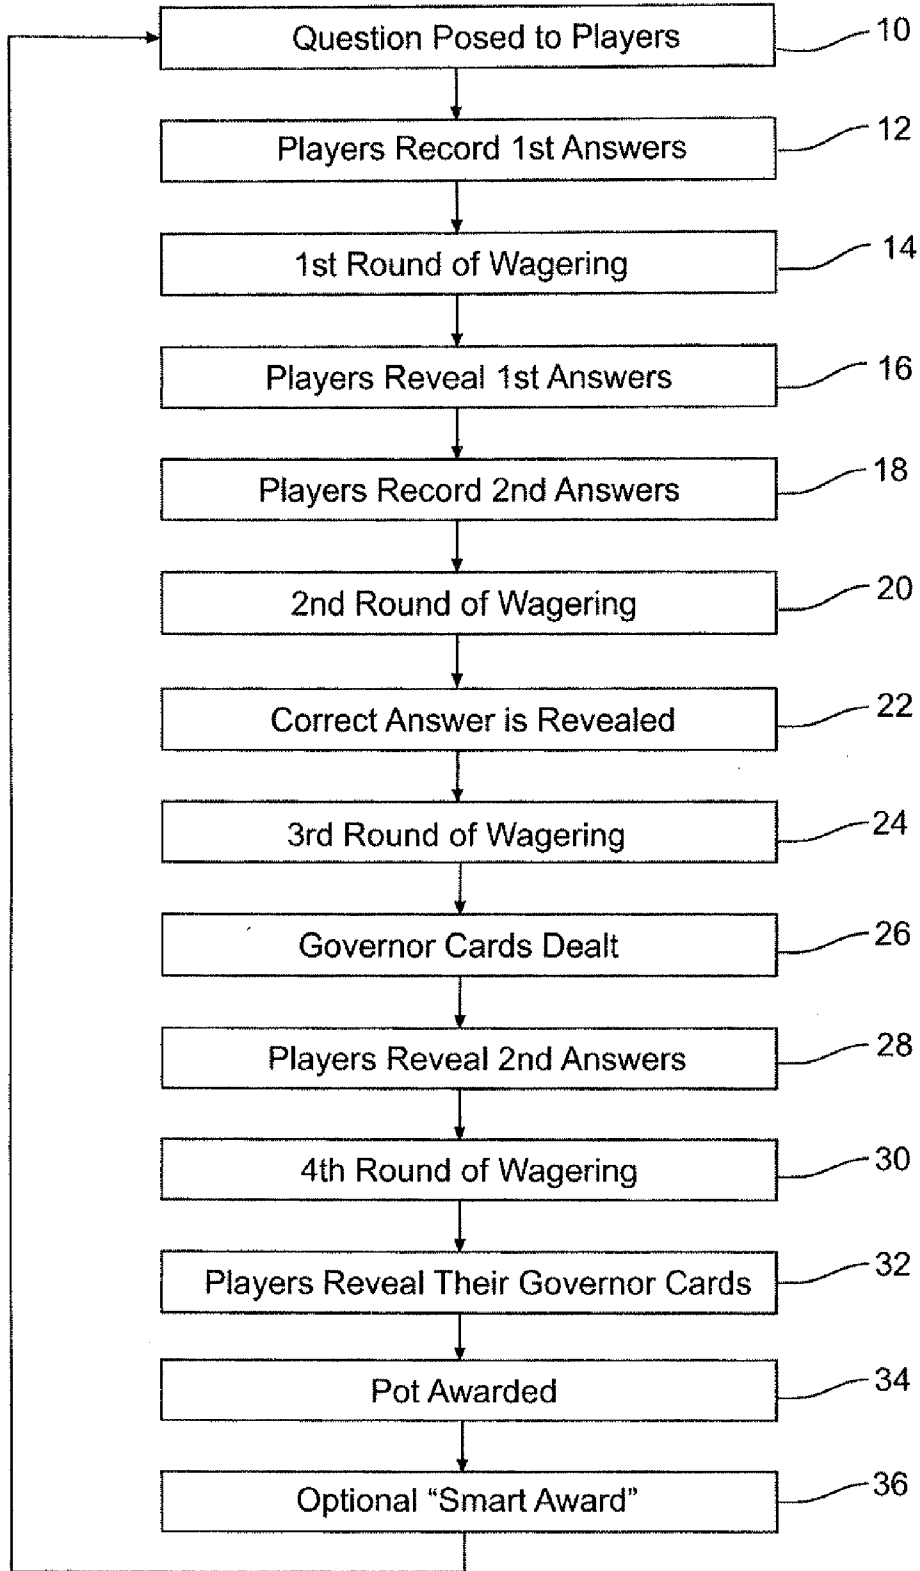 Question Posed to Players 10
Players Record 1st Answers 12
1st Round of Wagering 14
Players Reveal 1st Answers 16
Players Record 2nd Answers 18
2nd Round of Wagering 20
Correct Answer is Revealed 22
3rd Round of Wagering 24
Governor Cards Dealt 26
Players Reveal 2nd Answers 28
4th Round of Wagering 30
Players Reveal Their Governor Cards 32
Pot Awarded 34
Optional “Smart Award” 36